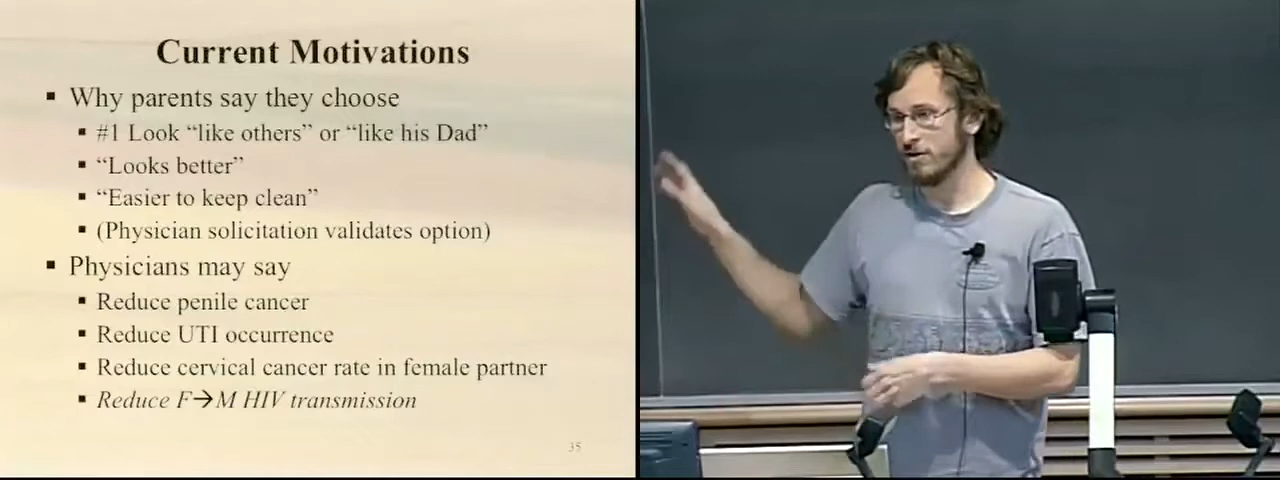 Current Motivations
▪ Why parents say they choose
▪ #1 Look “like others” or “like his Dad”
▪ “Looks better”
▪ “Easier to keep clean”
▪ (Physician solicitation validates option)
▪ Physicians may say
▪ Reduce penile cancer
▪ Reduce UTI occurrence
▪ Reduce cervical cancer rate in female partner
▪ Reduce F→M HIV transmission
35